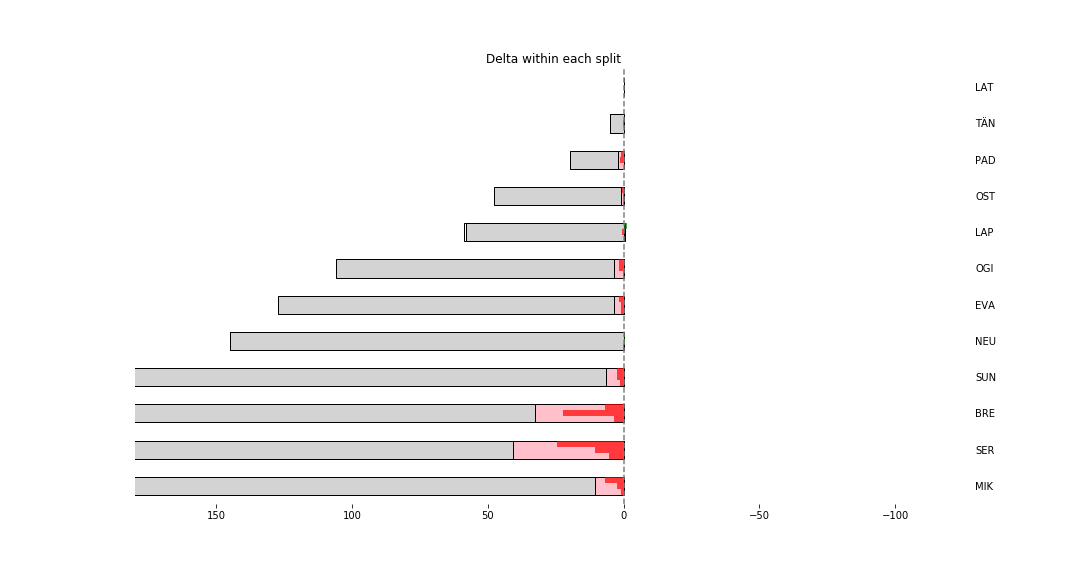 Delta within each split
LAT
TÄN
PAD
OST
LAP
OGI
EVA
NEU
SUN
BRE
SER
MIK
150 100 50 0 −50 −100